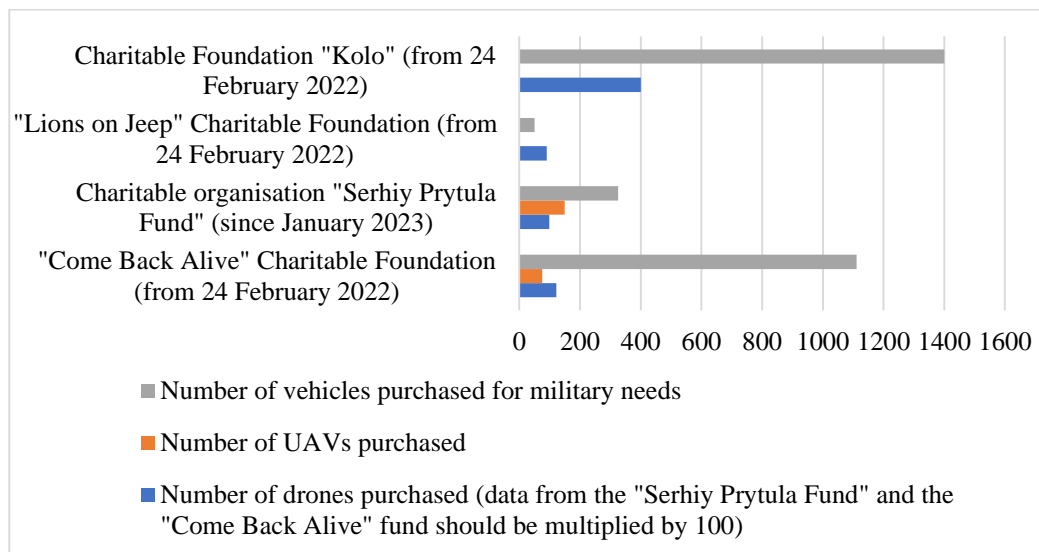 Charitable Foundation "Kolo" (from 24
February 2022)
"Lions on Jeep" Charitable Foundation (from
24 February 2022)
Charitable organisation "Serhiy Prytula
Fund" (since January 2023)
"Come Back Alive" Charitable Foundation
(from 24 February 2022)
0 200 400 600 800 1000 1200 1400 1600
Number of vehicles purchased for military needs
Number of UAVs purchased
Number of drones purchased (data from the "Serhiy Prytula Fund" and the
"Come Back Alive" fund should be multiplied by 100)